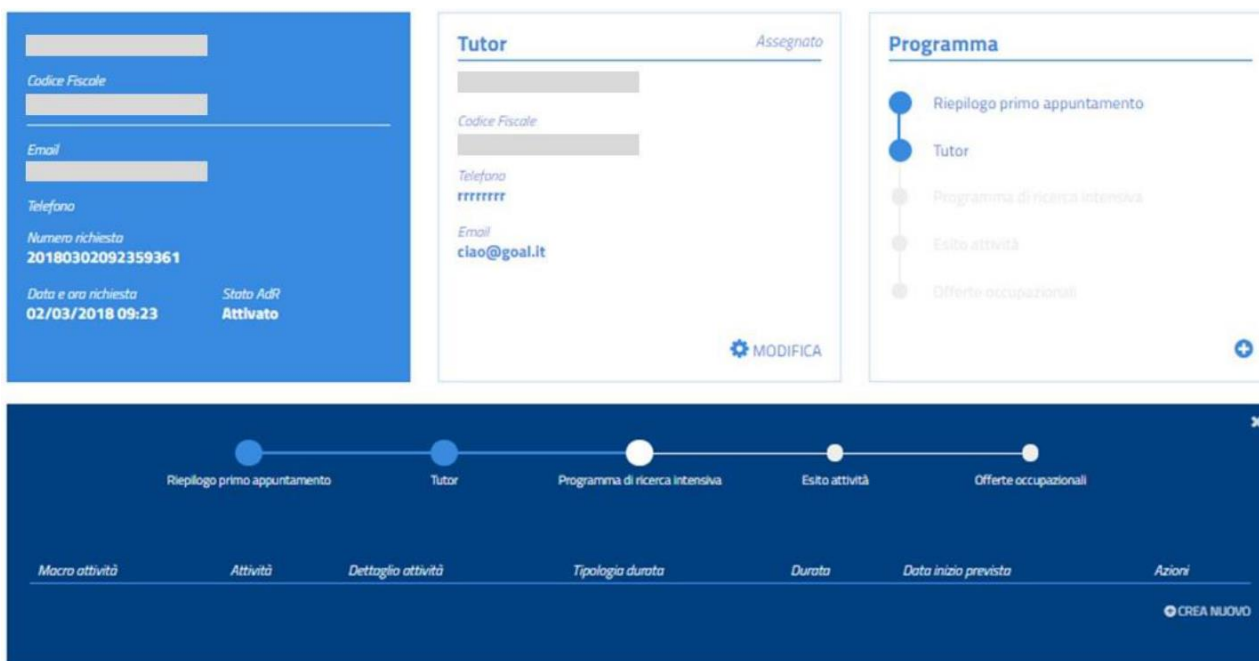 Codice Fiscale
Email
Telefono
Numero richiesta
20180302092359361
Data e ora richiesta
Stato AdR
02/03/2018 09:23
Attivato
Tutor
Assegnato
Codice Fiscale
Telefono
rrrrrrrr
Email
ciao@goal.it
MODIFICA
Programma
Riepilogo primo appuntamento
Tutor
Programma di ricerca intensiva
Esito attività
Offerte occupazionali
Riepilogo primo appuntamento
Tutor
Programma di ricerca intensiva
Esito attività
Offerte occupazionali
Macro attività
Attività
Dettaglio attività
Tipologia durata
Durata
Data inizio prevista
Azioni
CREA NUOVO